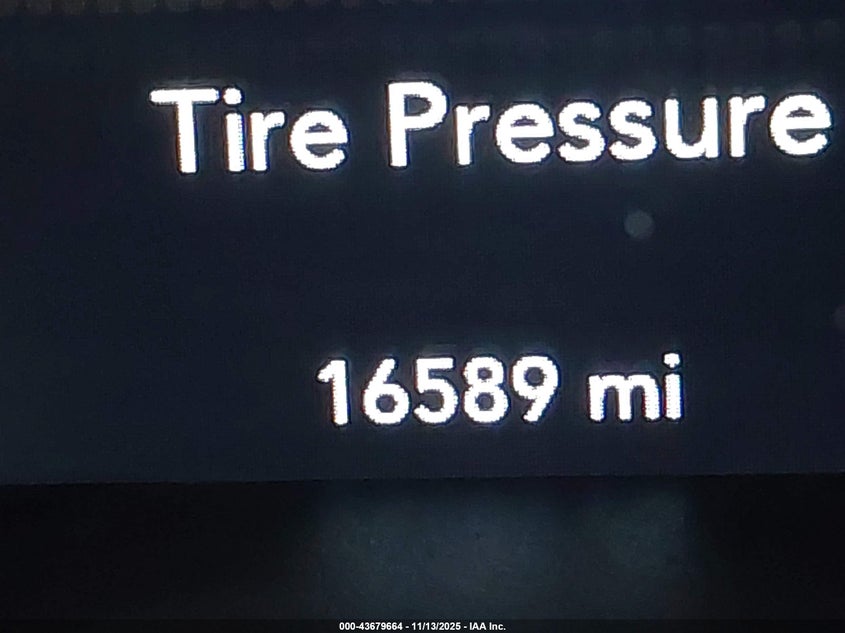 Tire Pressure
16589 mi
000-43679664 - 11/13/2025 - IAA Inc.